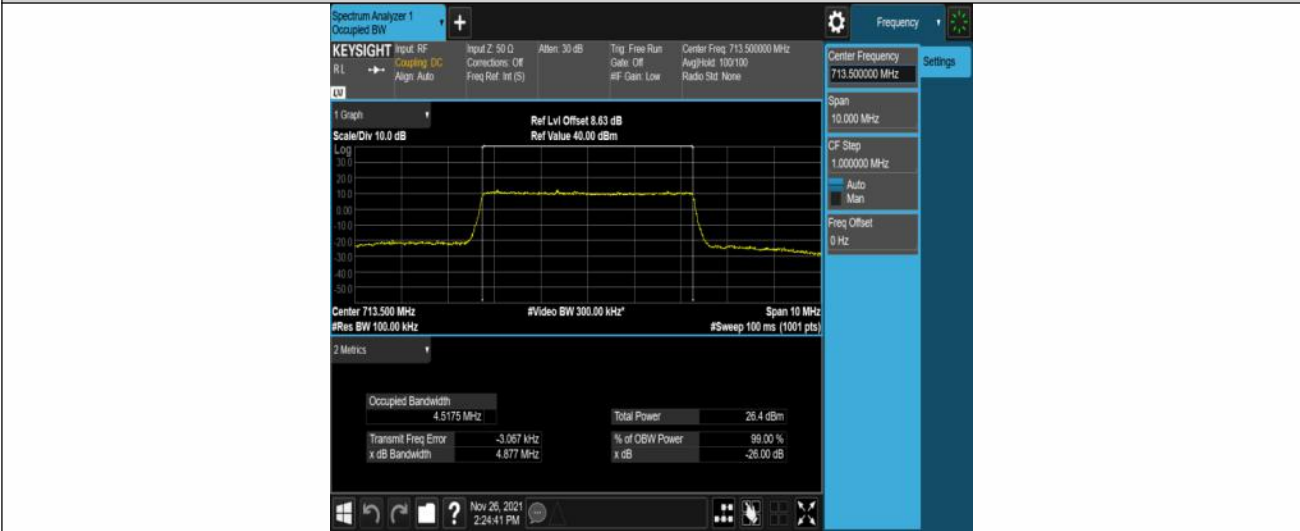 Spectrum Analyzer 1
Occupied BW
+
Frequency
KEYSIGHT Input: RF
RL
Coupling: DC
Align: Auto
LXI
Input Z: 50 Ω
Corrections: Off
Freq Ref: Int (S)
Atten: 30 dB
Trig: Free Run
Gate: Off
#IF Gain: Low
Center Freq: 713.500000 MHz
Avg|Hold: 100/100
Radio Std: None
Center Frequency
713.500000 MHz
Settings
Span
10.000 MHz
CF Step
1.000000 MHz
Auto
Man
Freq Offset
0 Hz
1 Graph
Ref Lvl Offset 8.63 dB
Scale/Div 10.0 dB
Ref Value 40.00 dBm
Log
30.0
20.0
10.0
0.00
-10.0
-20.0
-30.0
-40.0
-50.0
Center 713.500 MHz
#Video BW 300.00 kHz*
Span 10 MHz
#Res BW 100.00 kHz
#Sweep 100 ms (1001 pts)
2 Metrics
Occupied Bandwidth
4.5175 MHz
Total Power 26.4 dBm
Transmit Freq Error -3.067 kHz
% of OBW Power 99.00 %
x dB Bandwidth 4.877 MHz
x dB -26.00 dB
?
Nov 26, 2021
2:24:41 PM